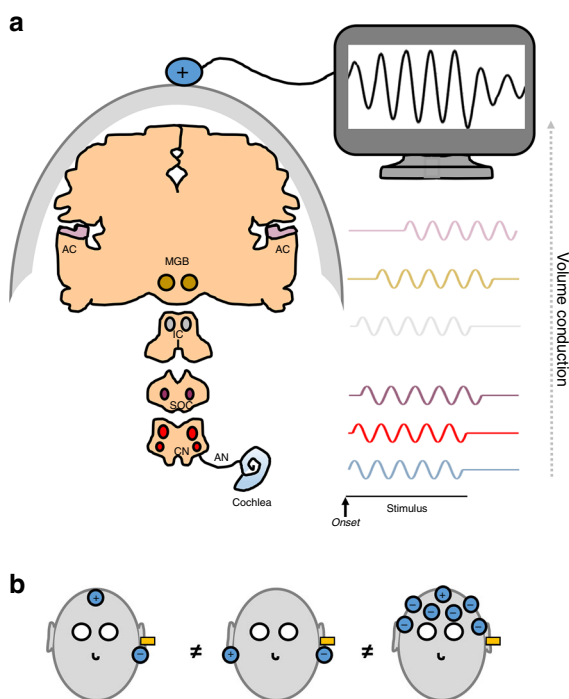 a
+
AC
AC
MGB
IC
SOC
CN
AN
Cochlea
Volume conduction
Onset
Stimulus
b
+
−
≠
+
−
≠
+
−
−
−
−
−
−
−
−